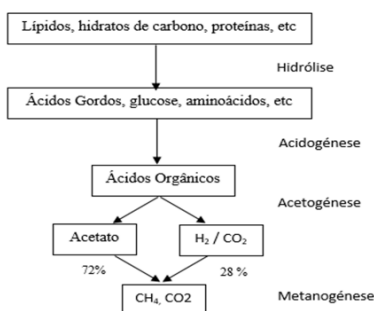 Lípidos, hidratos de carbono, proteínas, etc
Hidrólise
Ácidos Gordos, glucose, aminoácidos, etc
Acidogénese
Ácidos Orgânicos
Acetogénese
Acetato
H₂ / CO₂
72%
28 %
CH₄, CO2
Metanogénese